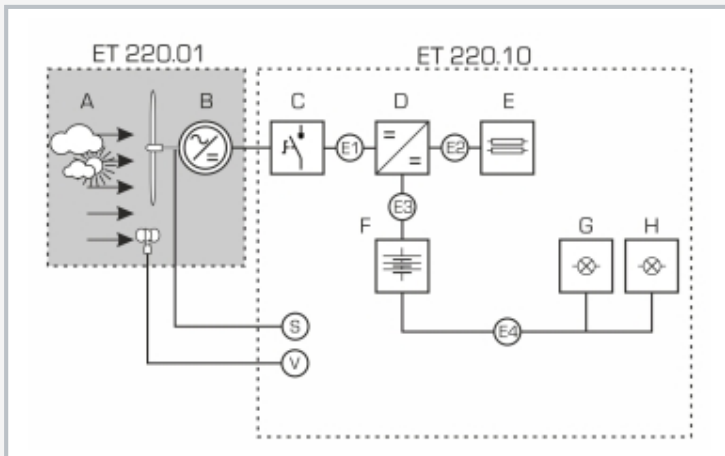 ET 220.01 ET 220.10
A B C D E
E1 E2
E3
F G H
E4
S
V